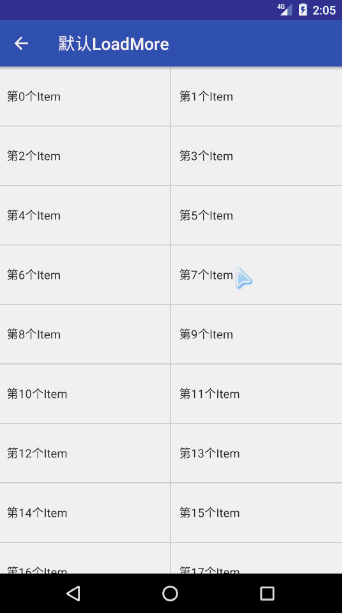 4G 2:05
默认LoadMore
第0个Item 第1个Item
第2个Item 第3个Item
第4个Item 第5个Item
第6个Item 第7个Item
第8个Item 第9个Item
第10个Item 第11个Item
第12个Item 第13个Item
第14个Item 第15个Item
第16个Item 第17个Item